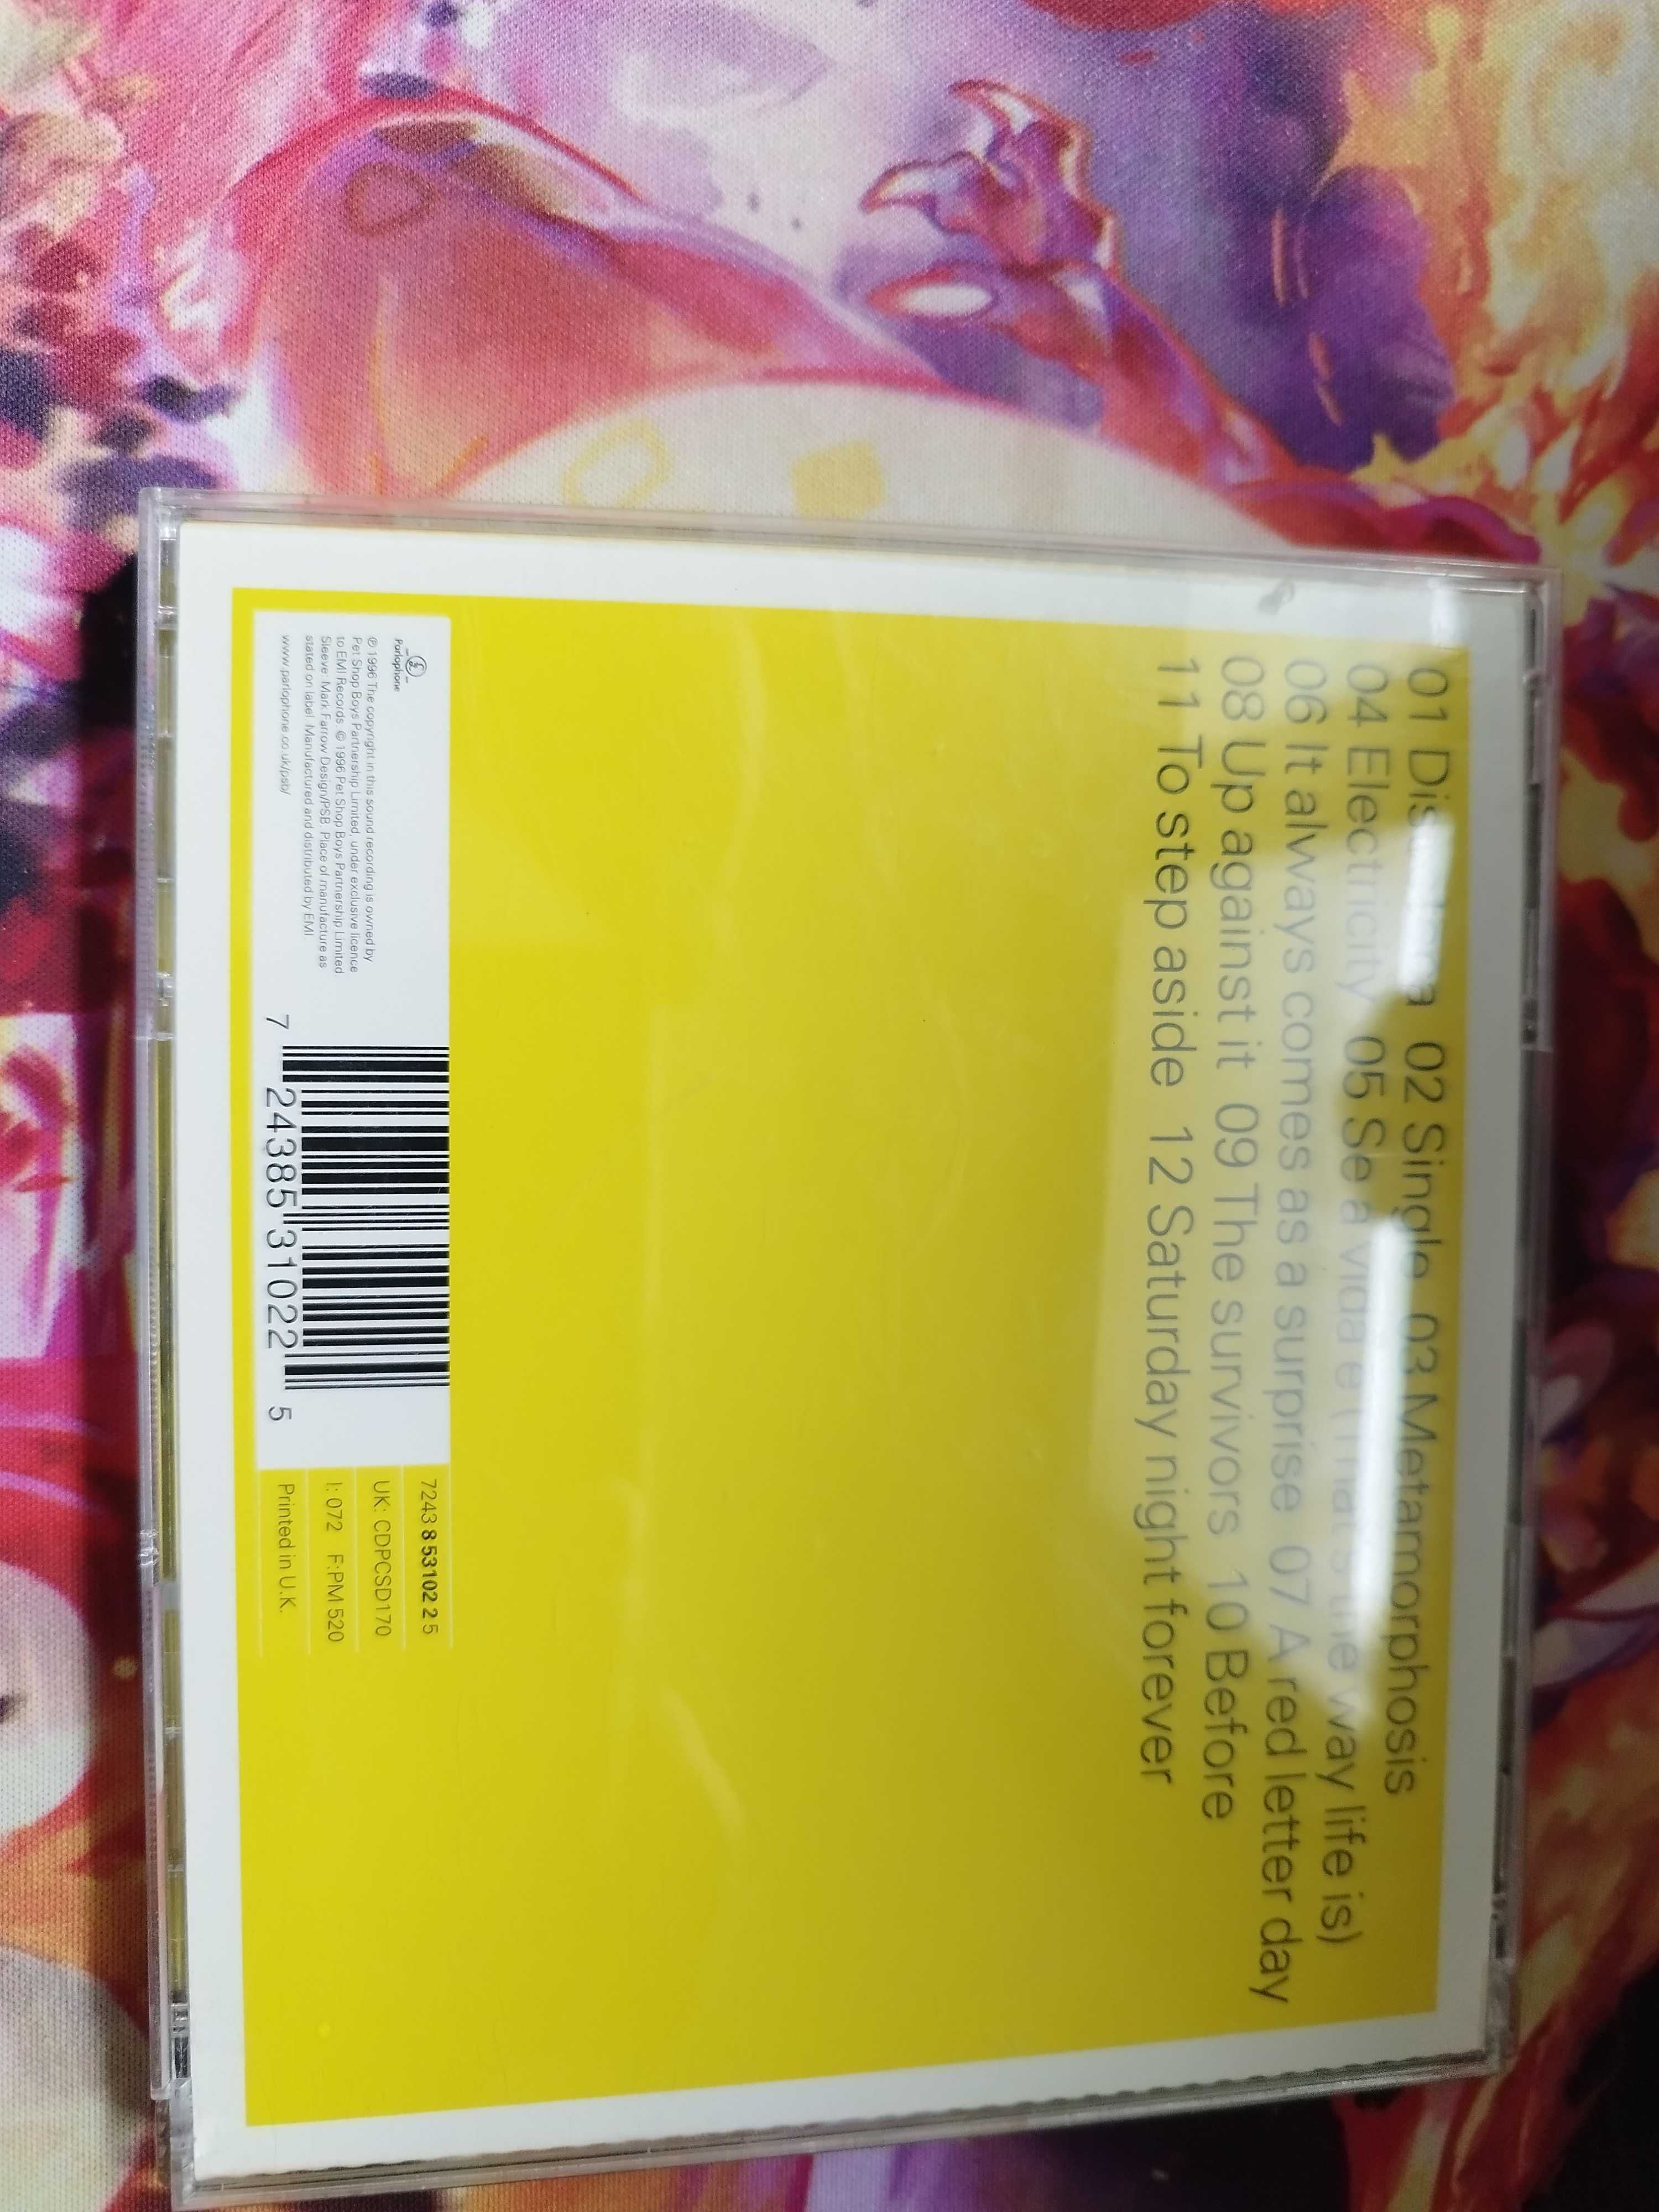 01 Discoteca 02 Single 03 Metamorphosis
04 Electricity 05 Se a vida é (That's the way life is)
06 It always comes as a surprise 07 A red letter day
08 Up against it 09 The survivors 10 Before
11 To step aside 12 Saturday night forever
Parlophone
℗ 1996 The copyright in this sound recording is owned by
Pet Shop Boys Partnership Limited, under exclusive licence
to EMI Records © 1996 Pet Shop Boys Partnership Limited
Sleeve Mark Farrow Design/PSB Place of manufacture as
stated on label Manufactured and distributed by EMI
www.parlophone.co.uk/psb/
7 24385 31022 5
7243 8 53102 2 5
UK: CDPCSD170
I: 072 F:PM 520
Printed in U.K.